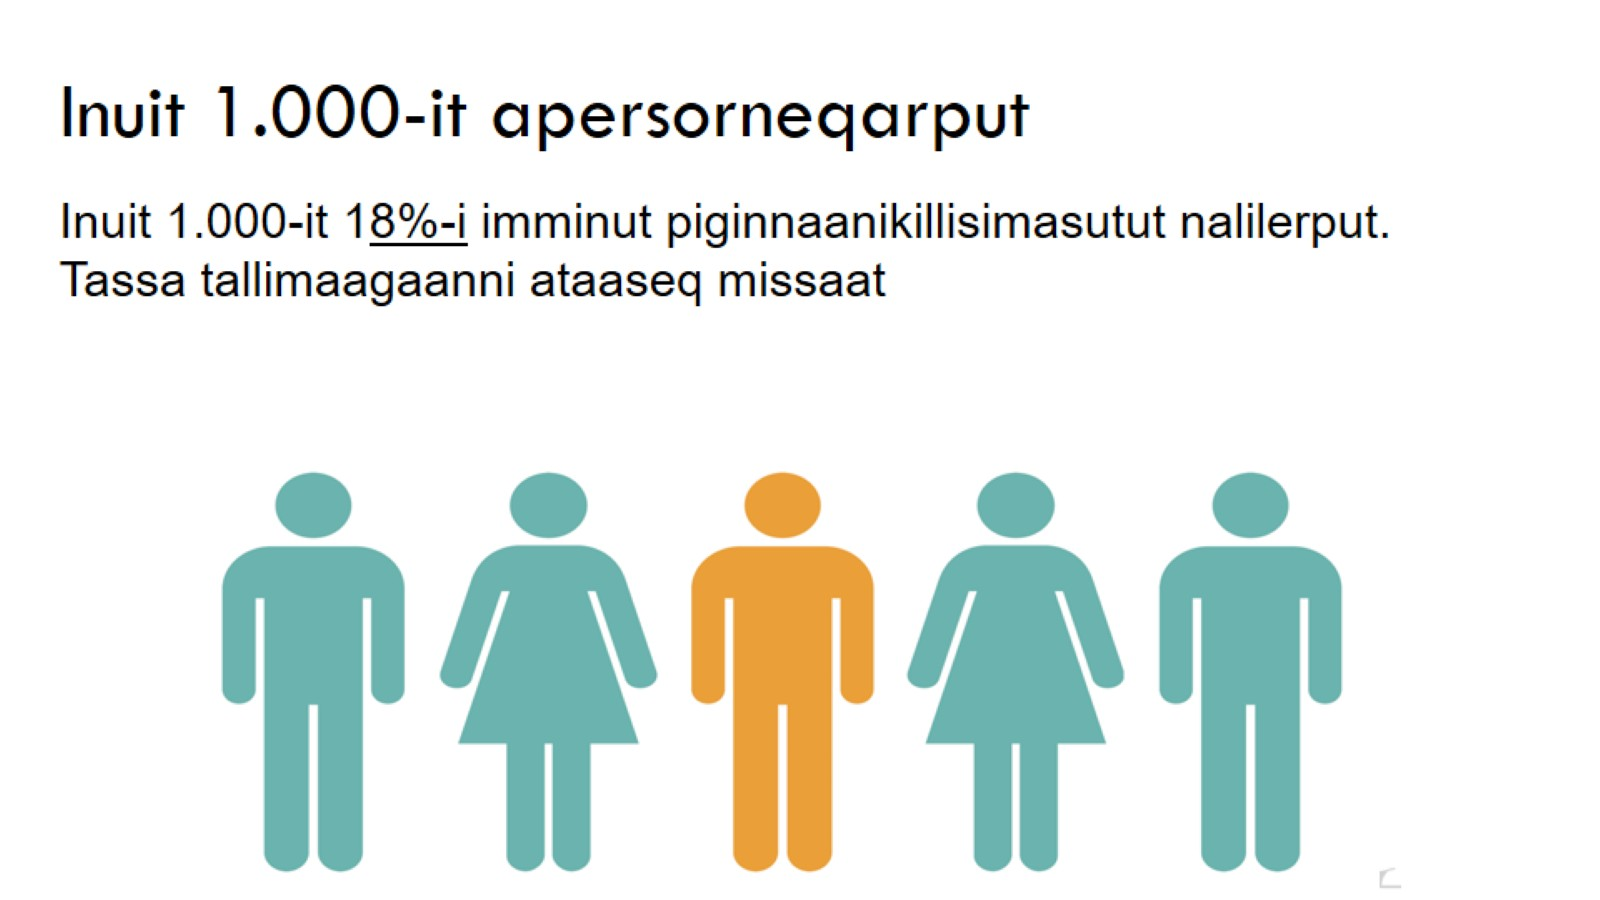 Inuit 1.000-it apersorneqarput
Inuit 1.000-it 18%-i imminut piginnaanikillisimasutut nalilerput.
Tassa tallimaagaanni ataaseq missaat